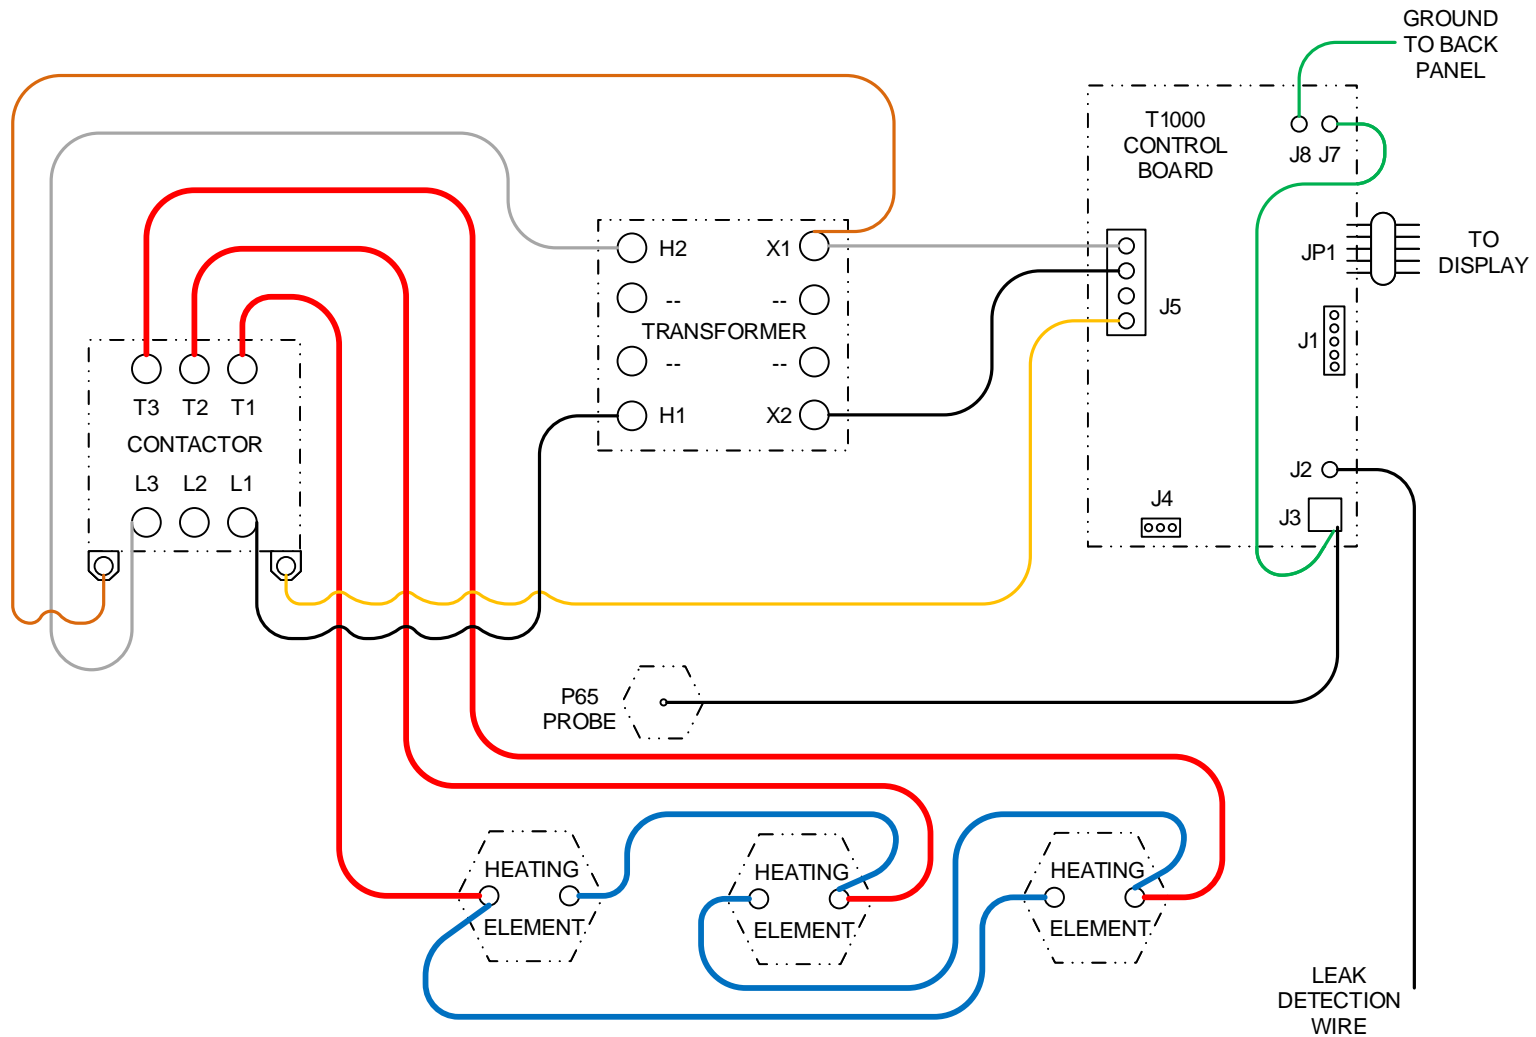 GROUND
TO BACK
PANEL
T1000
CONTROL
BOARD
J8 J7
H2
X1
JP1
TO
DISPLAY
-- --
J5
TRANSFORMER
J1
-- --
T3 T2 T1
H1
X2
CONTACTOR
L3 L2 L1
J2
J4
J3
P65
PROBE
HEATING
ELEMENT
HEATING
ELEMENT
HEATING
ELEMENT
LEAK
DETECTION
WIRE